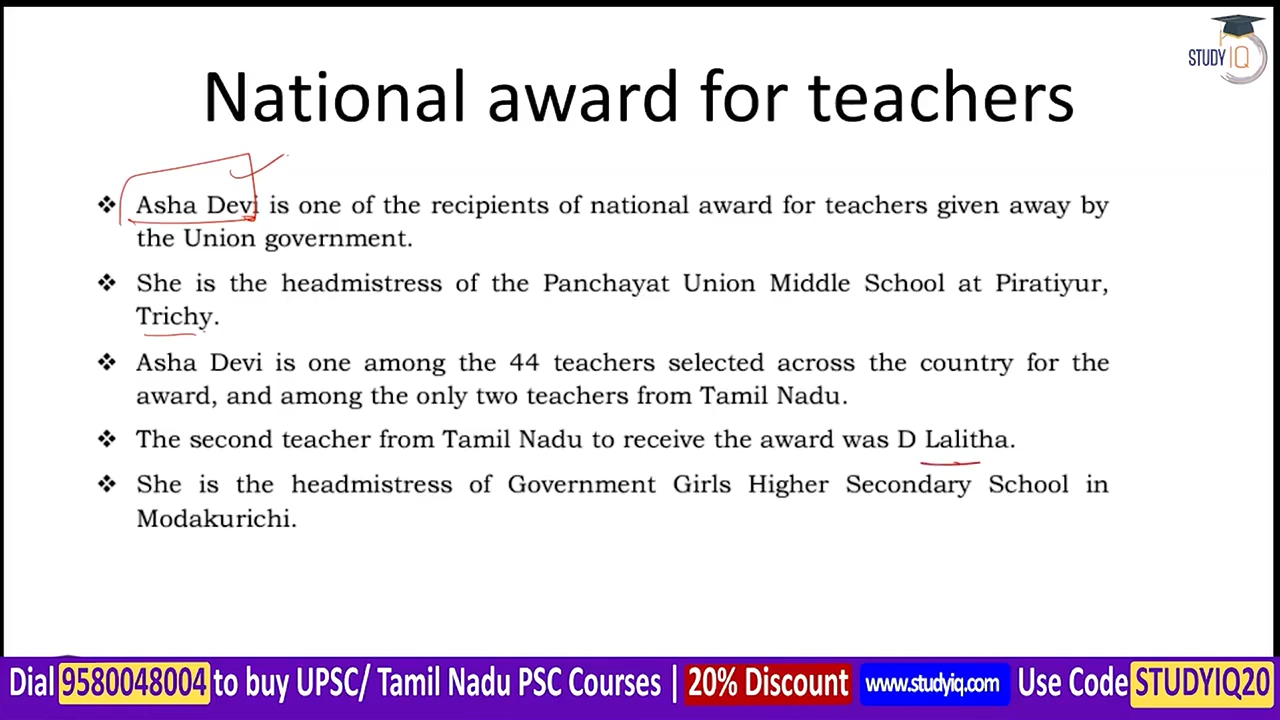 STUDY IQ
National award for teachers
❖ Asha Devi is one of the recipients of national award for teachers given away by
the Union government.
❖ She is the headmistress of the Panchayat Union Middle School at Piratiyur,
Trichy.
❖ Asha Devi is one among the 44 teachers selected across the country for the
award, and among the only two teachers from Tamil Nadu.
❖ The second teacher from Tamil Nadu to receive the award was D Lalitha.
❖ She is the headmistress of Government Girls Higher Secondary School in
Modakurichi.
Dial 9580048004 to buy UPSC/ Tamil Nadu PSC Courses | 20% Discount www.studyiq.com Use Code STUDYIQ20